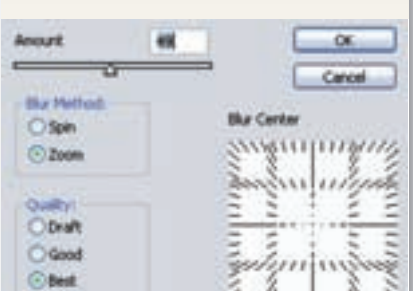 Amount
OK
Cancel
Blur Method:
Spin
Zoom
Blur Center
Quality:
Draft
Good
Best